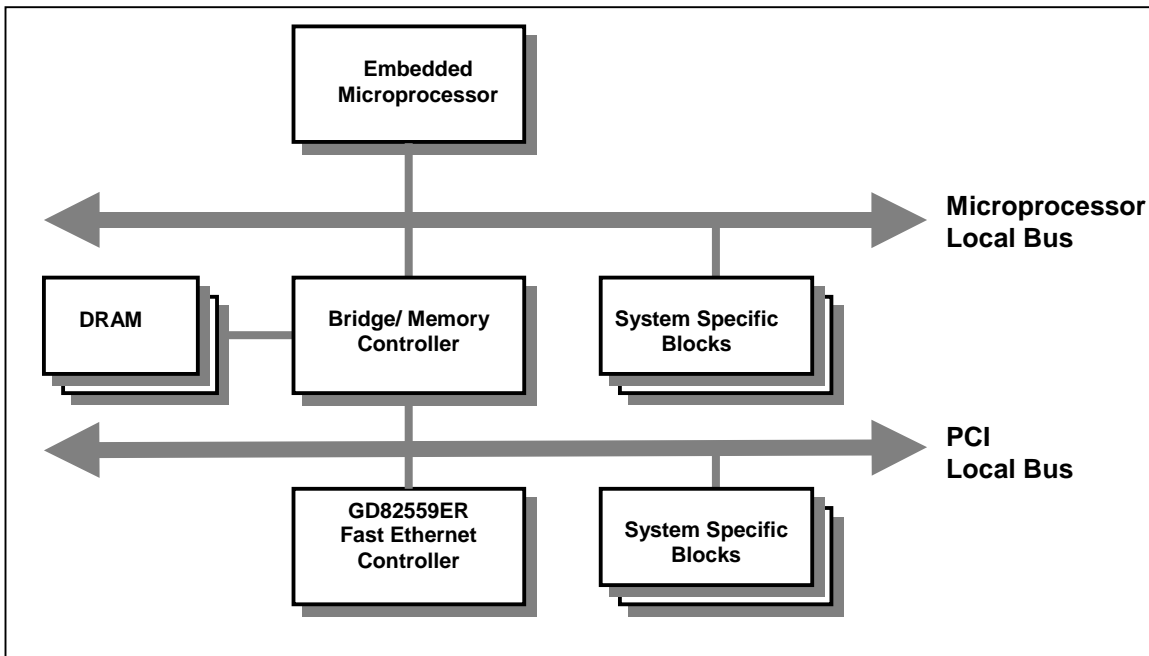 Embedded
Microprocessor
Microprocessor
Local Bus
DRAM
Bridge/ Memory
Controller
System Specific
Blocks
PCI
Local Bus
GD82559ER
Fast Ethernet
Controller
System Specific
Blocks